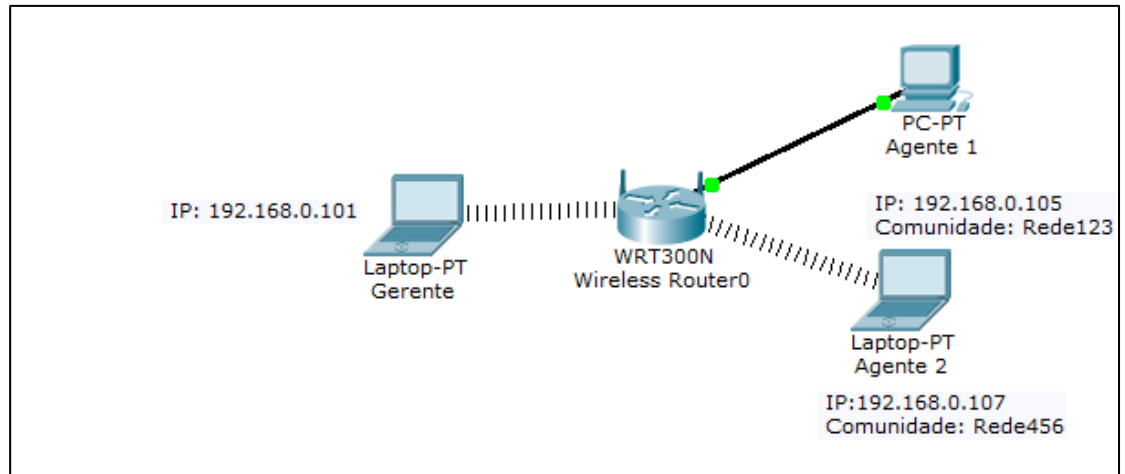 PC-PT
Agente 1
IP: 192.168.0.101
IP: 192.168.0.105
Comunidade: Rede123
WRT300N
Wireless Router0
Laptop-PT
Gerente
Laptop-PT
Agente 2
IP:192.168.0.107
Comunidade: Rede456